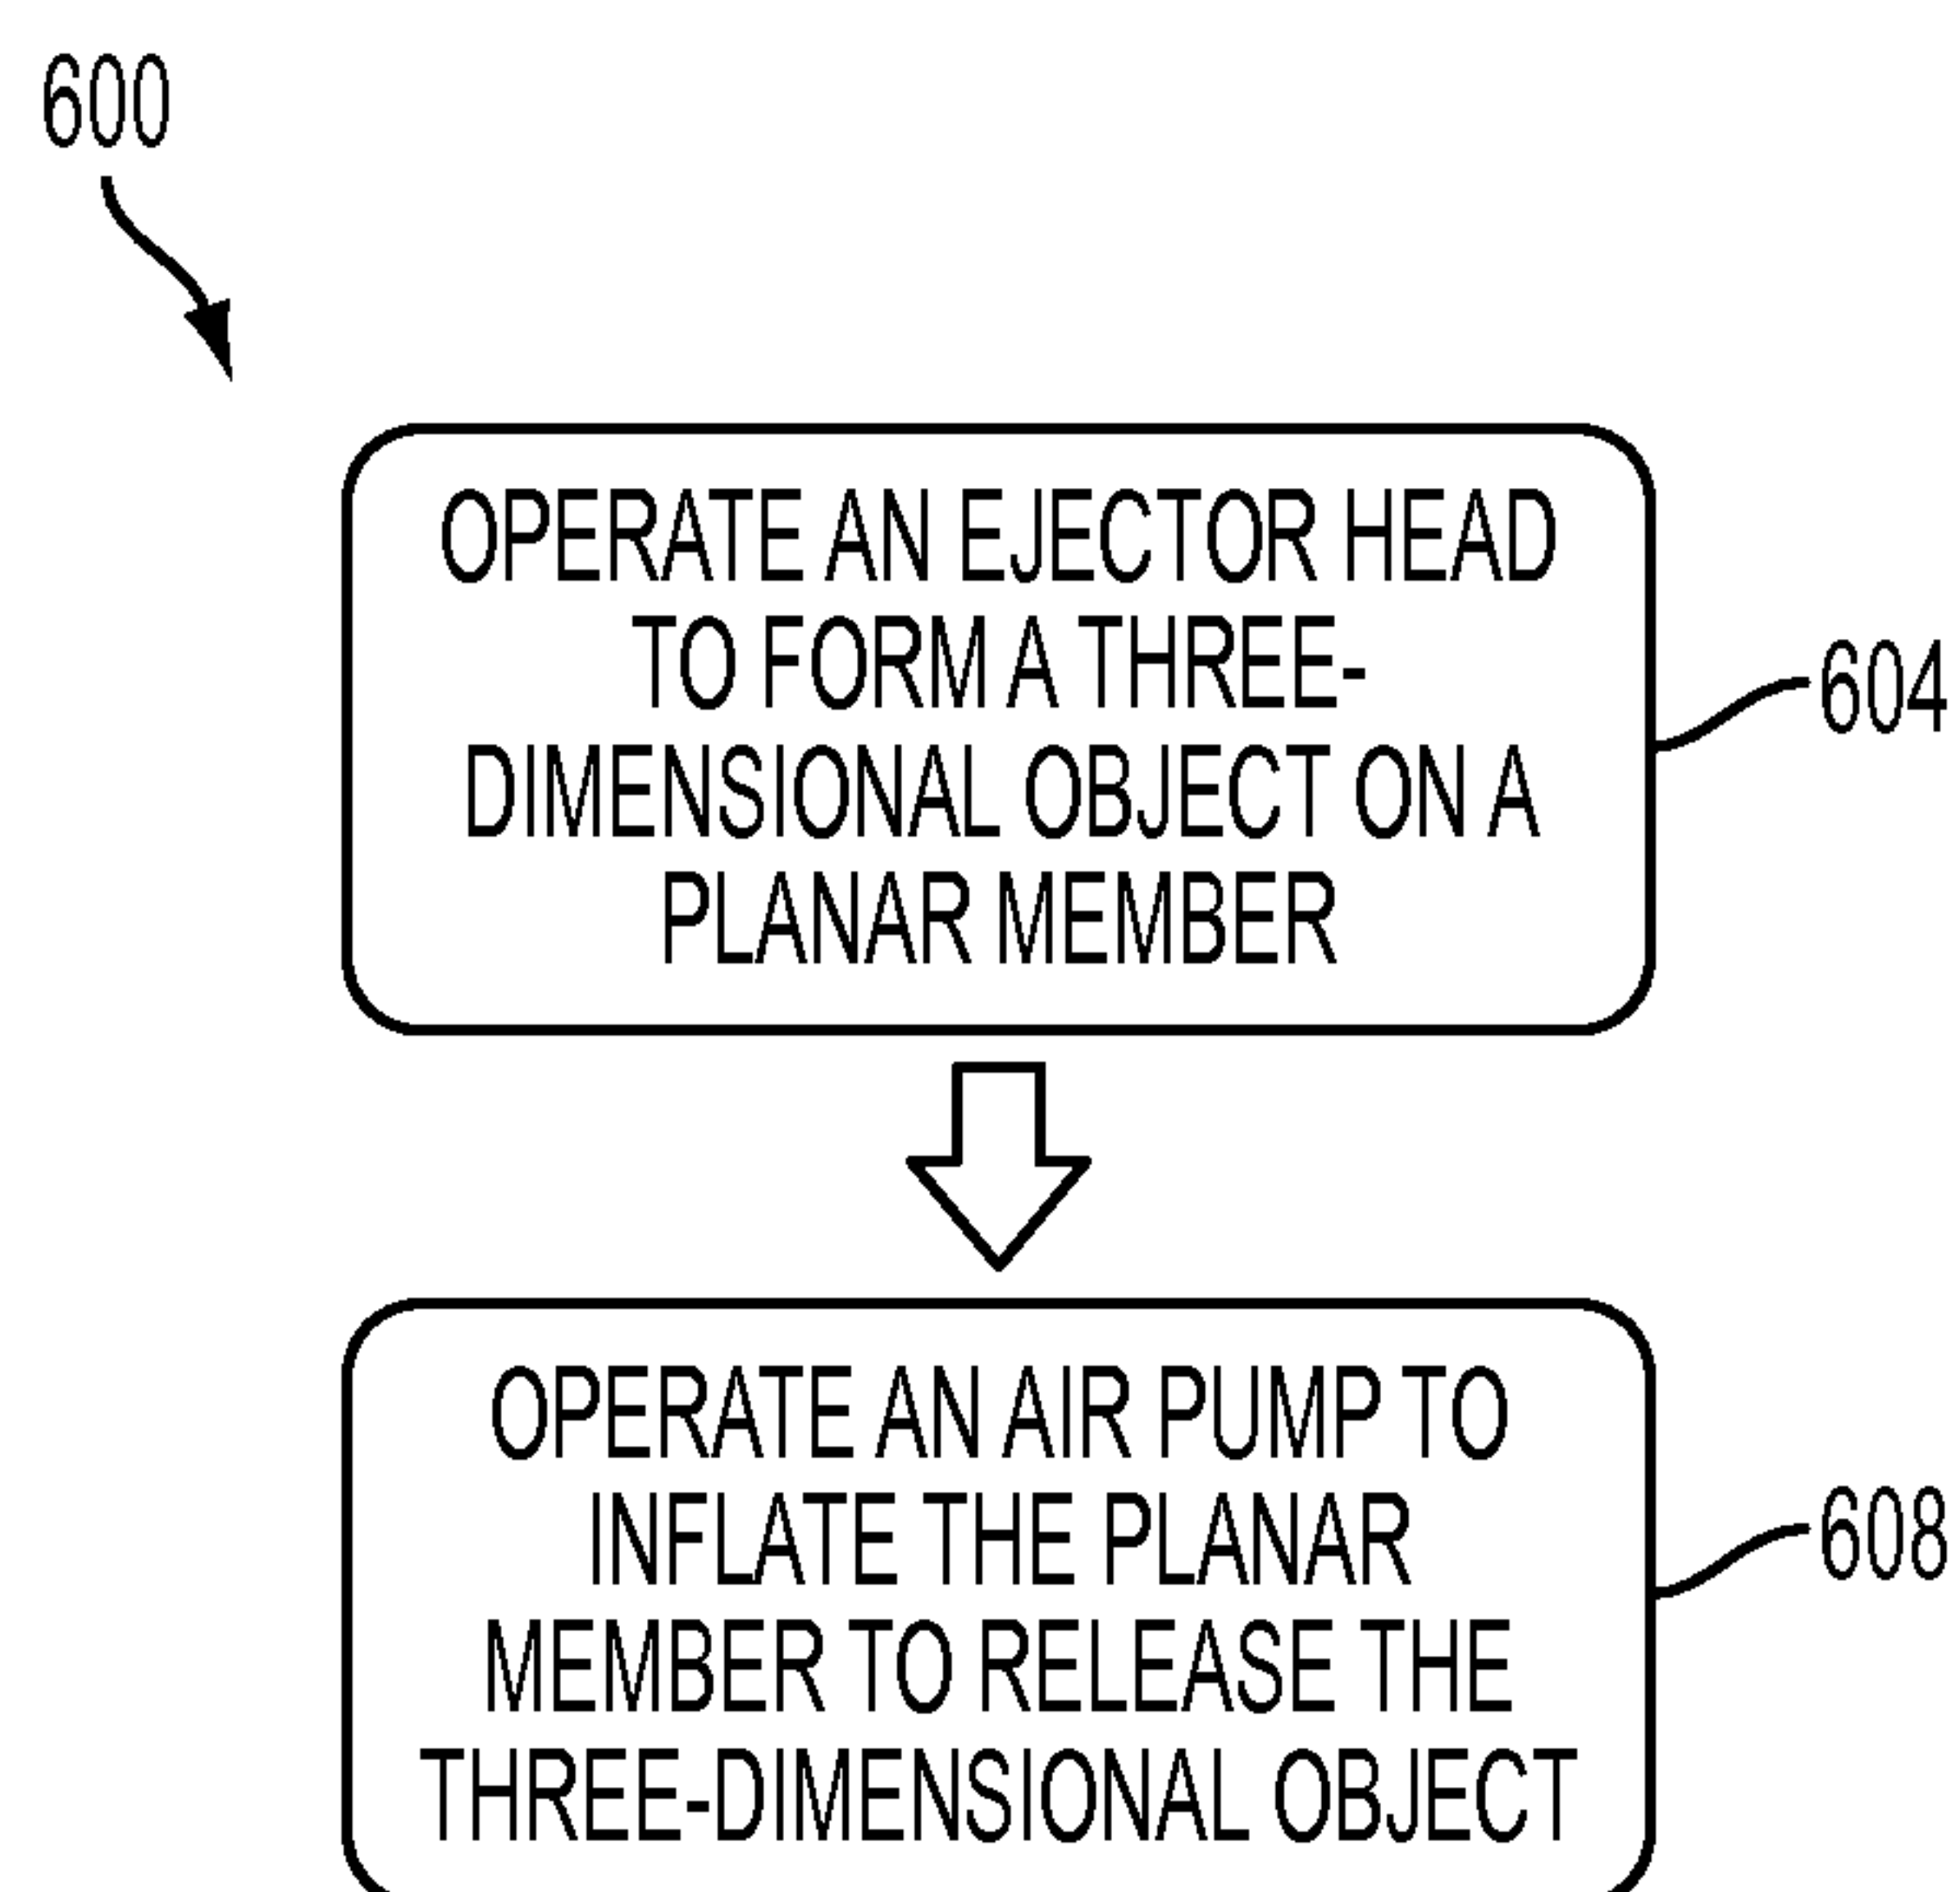 600
OPERATE AN EJECTOR HEAD
TO FORM A THREE-
DIMENSIONAL OBJECT ON A
PLANAR MEMBER
604
OPERATE AN AIR PUMP TO
INFLATE THE PLANAR
MEMBER TO RELEASE THE
THREE-DIMENSIONAL OBJECT
608